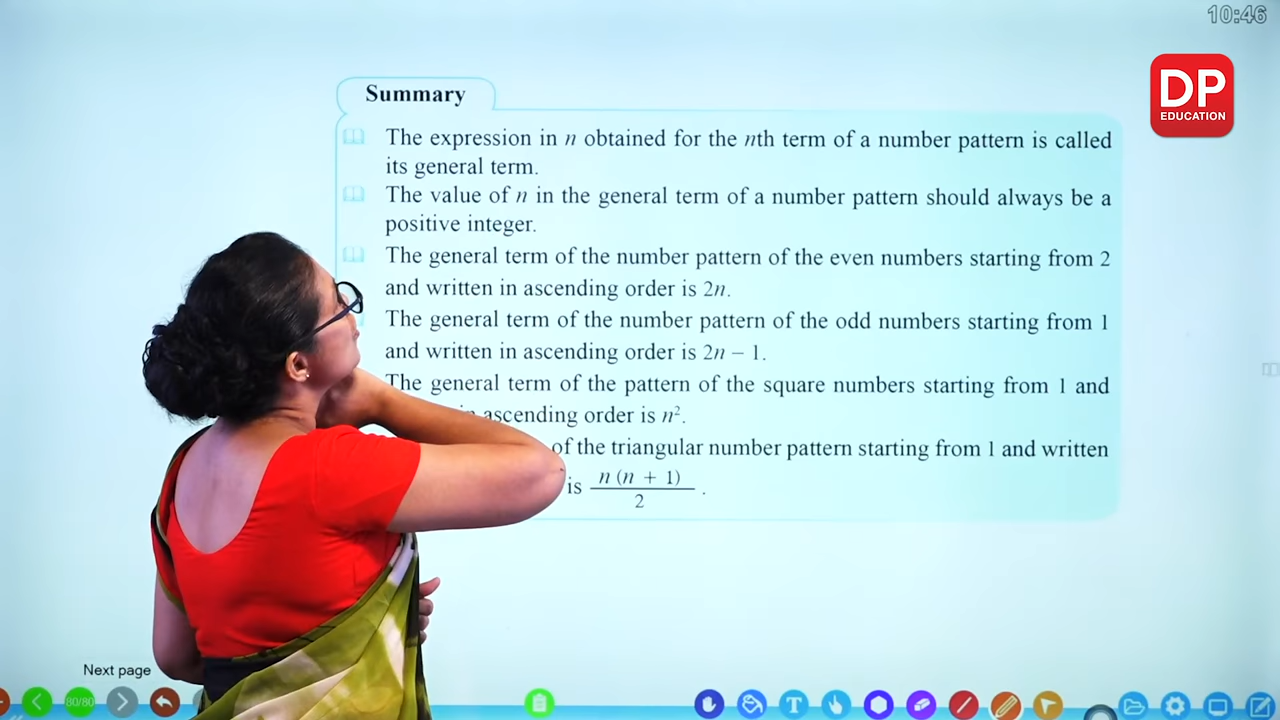 10:46
DP
EDUCATION
Summary
The expression in n obtained for the nth term of a number pattern is called
its general term.
The value of n in the general term of a number pattern should always be a
positive integer.
The general term of the number pattern of the even numbers starting from 2
and written in ascending order is 2n.
The general term of the number pattern of the odd numbers starting from 1
and written in ascending order is 2n − 1.
The general term of the pattern of the square numbers starting from 1 and
ascending order is n².
of the triangular number pattern starting from 1 and written
is n (n + 1) / 2 .
Next page
80/80